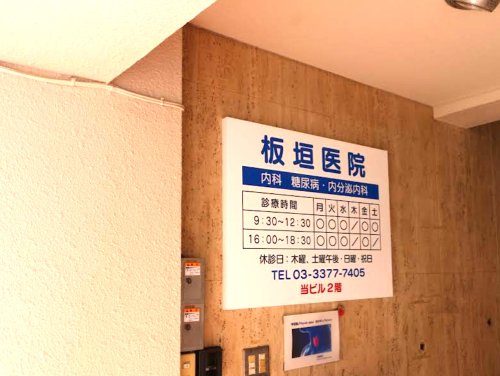 板垣医院
内科 糖尿病・内分泌内科
診療時間 月 火 水 木 金 土
9:30〜12:30 ○ ○ ○ / ○ ○
16:00〜18:30 ○ ○ ○ / ○ /
休診日：木曜、土曜午後・日曜・祝日
TEL 03-3377-7405
当ビル2階